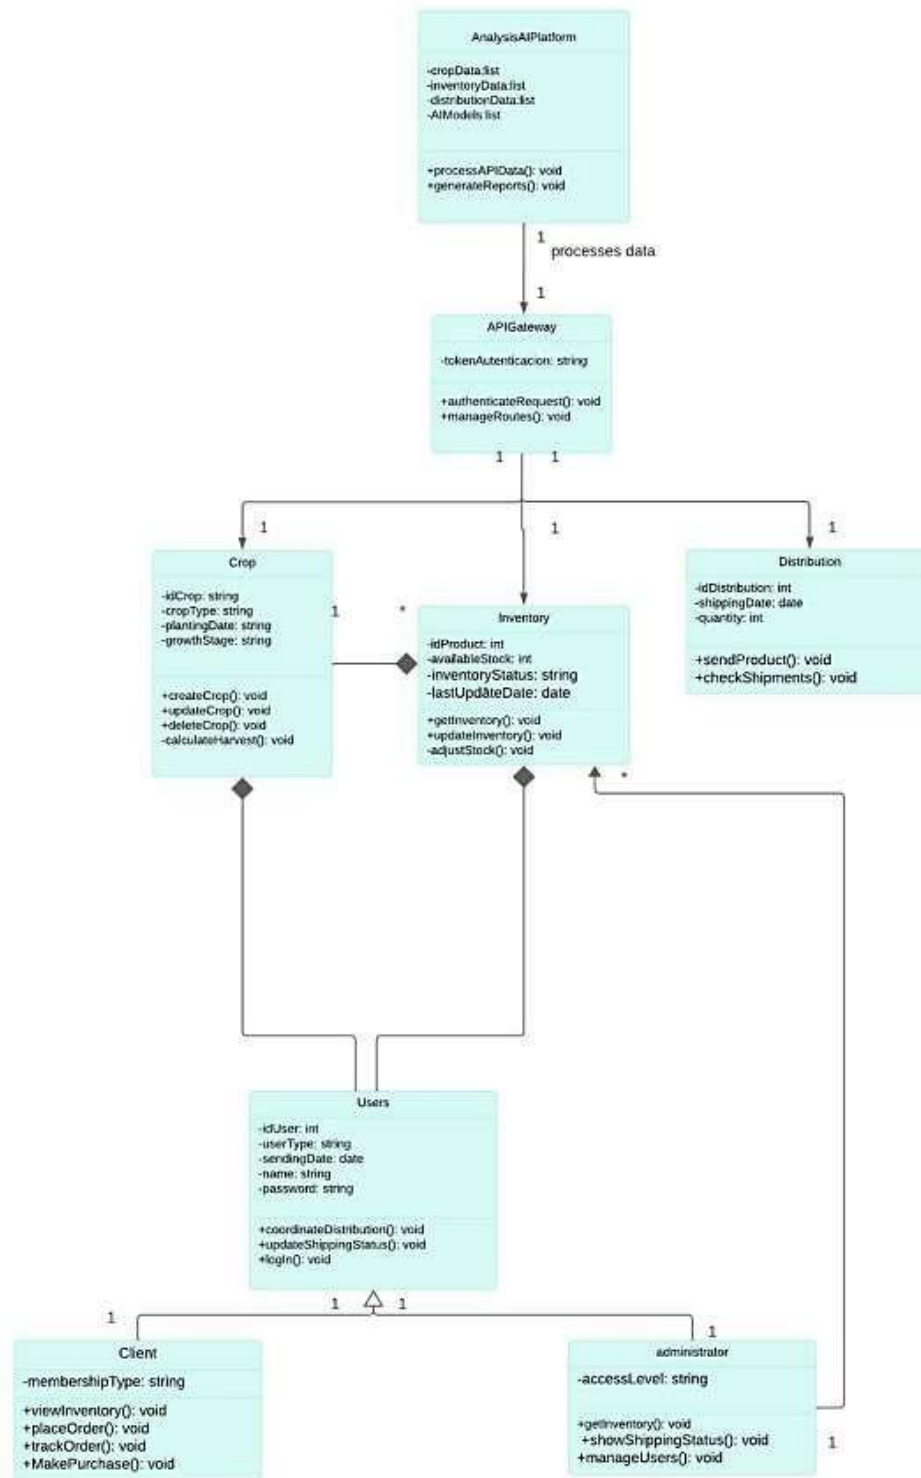 AnalysisAIPlatform
-cropData:list
-inventoryData:list
-distributionData:list
-AIModels:list
+processAPIData(): void
+generateReports(): void
1
processes data
1
APIGateway
-tokenAutenticacion: string
+authenticateRequest(): void
+manageRoutes(): void
1 1
1
1
1
Crop
-idCrop: string
-cropType: string
-plantingDate: string
-growthStage: string
+createCrop(): void
+updateCrop(): void
+deleteCrop(): void
-calculateHarvest(): void
1
*
Inventory
-idProduct: int
-availableStock: int
-inventoryStatus: string
-lastUpdåteDate: date
+getInventory(): void
+updateInventory(): void
-adjustStock(): void
*
Distribution
-idDistribution: int
-shippingDate: date
-quantity: int
+sendProduct(): void
+checkShipments(): void
Users
-idUser: int
-userType: string
-sendingDate: date
-name: string
-password: string
+coordinateDistribution(): void
+updateShippingStatus(): void
+logIn(): void
1
1 1
1
Client
-membershipType: string
+viewInventory(): void
+placeOrder(): void
+trackOrder(): void
+MakePurchase(): void
administrator
-accessLevel: string
+getInventory(): void
+showShippingStatus(): void
+manageUsers(): void
1